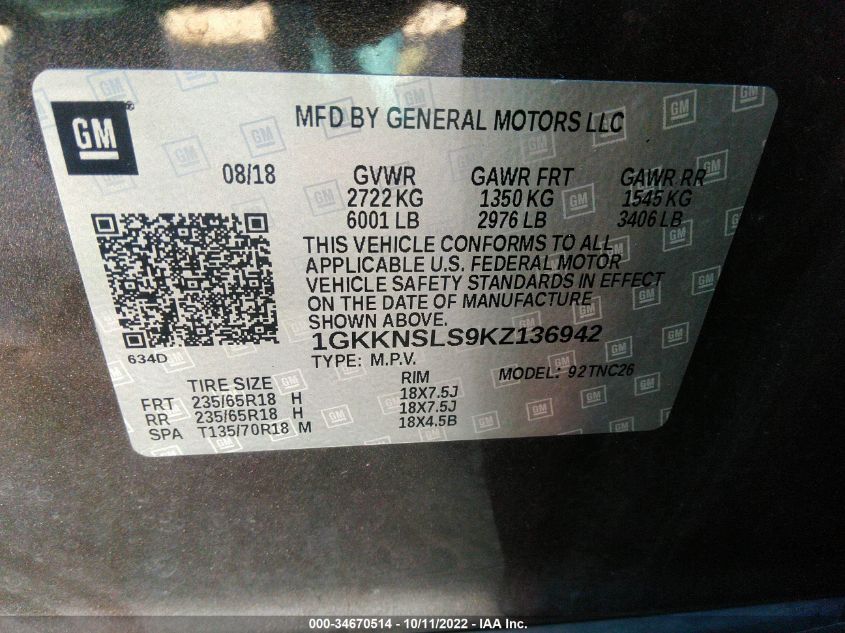 GM
MFD BY GENERAL MOTORS LLC
08/18 GVWR GAWR FRT GAWR RR
2722 KG 1350 KG 1545 KG
6001 LB 2976 LB 3406 LB
THIS VEHICLE CONFORMS TO ALL
APPLICABLE U.S. FEDERAL MOTOR
VEHICLE SAFETY STANDARDS IN EFFECT
ON THE DATE OF MANUFACTURE
SHOWN ABOVE.
1GKKNSLS9KZ136942
634D
TYPE: M.P.V. MODEL: 92TNC26
TIRE SIZE RIM
FRT 235/65R18 H 18X7.5J
RR 235/65R18 H 18X7.5J
SPA T135/70R18 M 18X4.5B
000-34670514 - 10/11/2022 - IAA Inc.